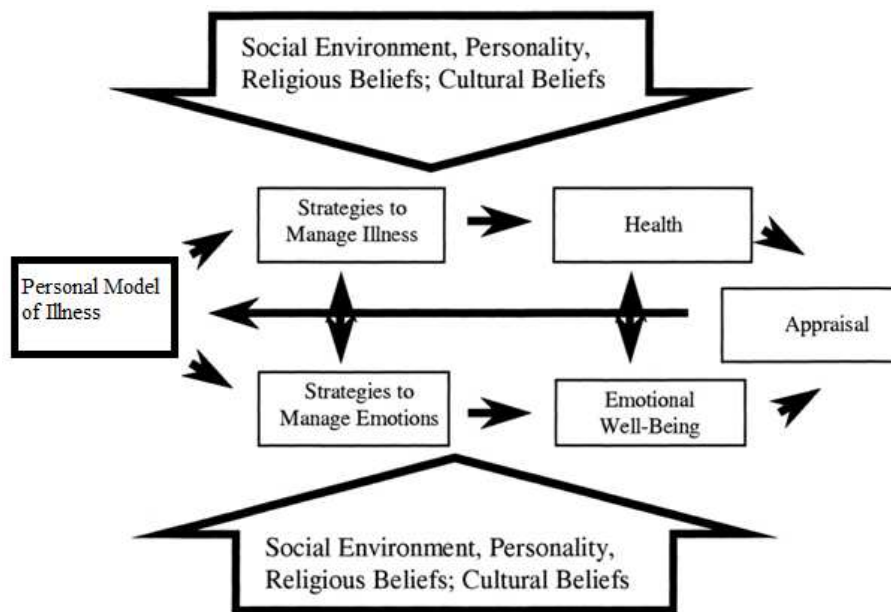 Social Environment, Personality,
Religious Beliefs; Cultural Beliefs
Strategies to
Manage Illness
Health
Personal Model
of Illness
Appraisal
Strategies to
Manage Emotions
Emotional
Well-Being
Social Environment, Personality,
Religious Beliefs; Cultural Beliefs